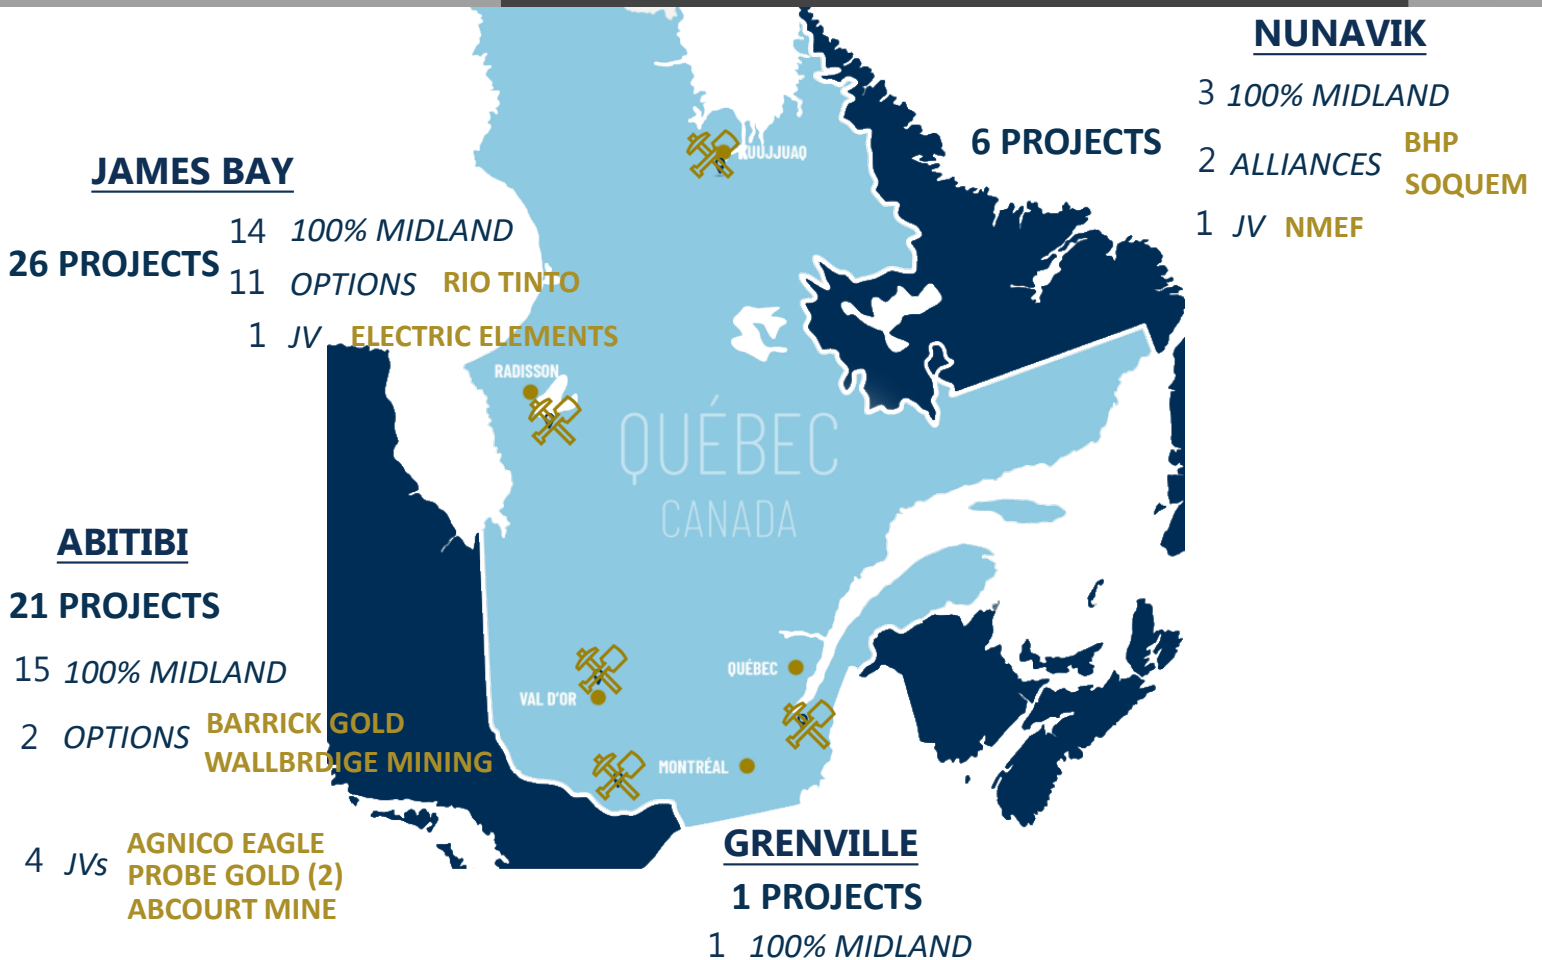 NUNAVIK
6 PROJECTS
3 100% MIDLAND
2 ALLIANCES
BHP
SOQUEM
1 JV NMEF
JAMES BAY
26 PROJECTS
14 100% MIDLAND
11 OPTIONS RIO TINTO
1 JV ELECTRIC ELEMENTS
KUUJJUAQ
RADISSON
QUÉBEC
CANADA
ABITIBI
21 PROJECTS
15 100% MIDLAND
2 OPTIONS
BARRICK GOLD
WALLBRDIGE MINING
4 JVs
AGNICO EAGLE
PROBE GOLD (2)
ABCOURT MINE
QUÉBEC
VAL D'OR
MONTRÉAL
GRENVILLE
1 PROJECTS
1 100% MIDLAND